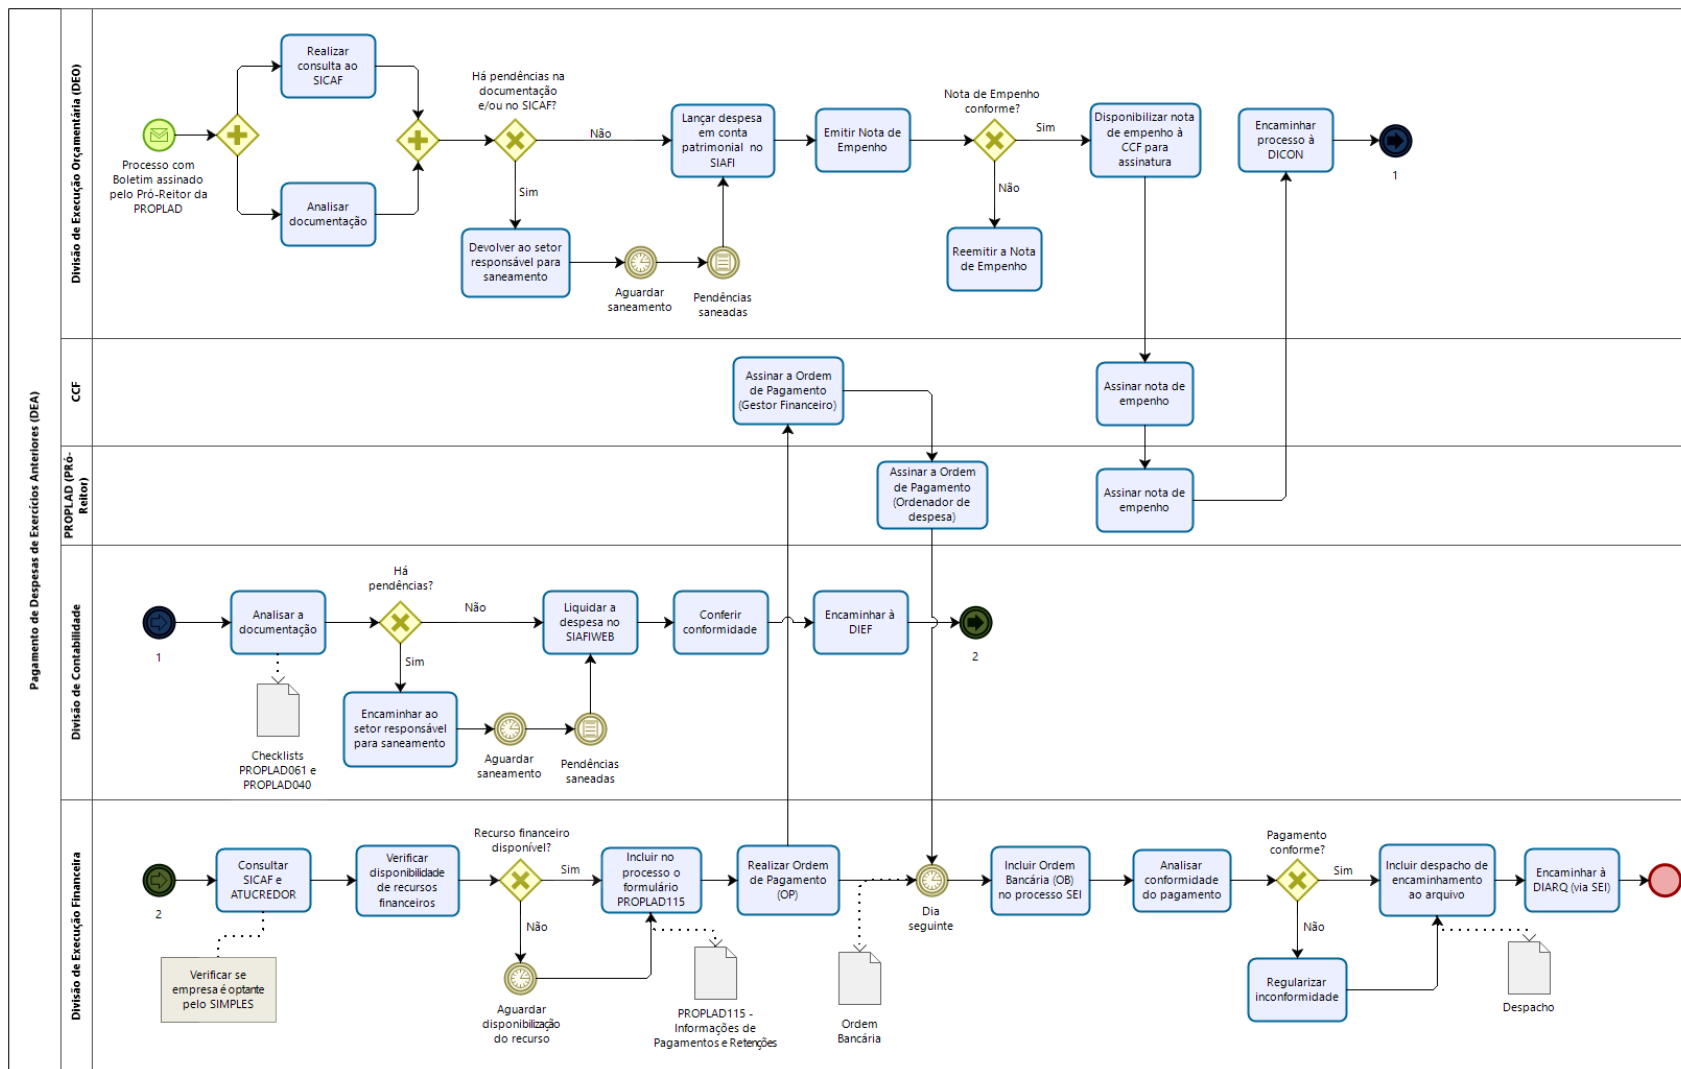 Pagamento de Despesas de Exercícios Anteriores (DEA)
Divisão de Execução Orçamentária (DEO)
Processo com
Boletim assinado
pelo Pró-Reitor da
PROPLAD
Realizar
consulta ao
SICAF
Analisar
documentação
Há pendências na
documentação
e/ou no SICAF?
Não
Sim
Devolver ao setor
responsável para
saneamento
Aguardar
saneamento
Pendências
saneadas
Lançar despesa
em conta
patrimonial no
SIAFI
Emitir Nota de
Empenho
Nota de Empenho
conforme?
Sim
Não
Reemitir a Nota
de Empenho
Disponibilizar nota
de empenho à
CCF para
assinatura
Encaminhar
processo à
DICON
1
CCF
Assinar a Ordem
de Pagamento
(Gestor Financeiro)
Assinar nota de
empenho
PROPLAD (PRó-
Reitor)
Assinar a Ordem
de Pagamento
(Ordenador de
despesa)
Assinar nota de
empenho
Divisão de Contabilidade
1
Analisar a
documentação
Checklists
PROPLAD061 e
PROPLAD040
Há
pendências?
Não
Sim
Encaminhar ao
setor responsável
para saneamento
Aguardar
saneamento
Pendências
saneadas
Liquidar a
despesa no
SIAFIWEB
Conferir
conformidade
Encaminhar à
DIEF
2
Divisão de Execução Financeira
2
Consultar
SICAF e
ATUCREDOR
Verificar se
empresa é optante
pelo SIMPLES
Verificar
disponibilidade
de recursos
financeiros
Recurso financeiro
disponível?
Sim
Não
Aguardar
disponibilização
do recurso
Incluir no
processo o
formulário
PROPLAD115
PROPLAD115 -
Informações de
Pagamentos e Retenções
Realizar Ordem
de Pagamento
(OP)
Ordem
Bancária
Dia
seguinte
Incluir Ordem
Bancária (OB)
no processo SEI
Analisar
conformidade
do pagamento
Pagamento
conforme?
Sim
Não
Regularizar
inconformidade
Incluir despacho de
encaminhamento
ao arquivo
Despacho
Encaminhar à
DIARQ (via SEI)